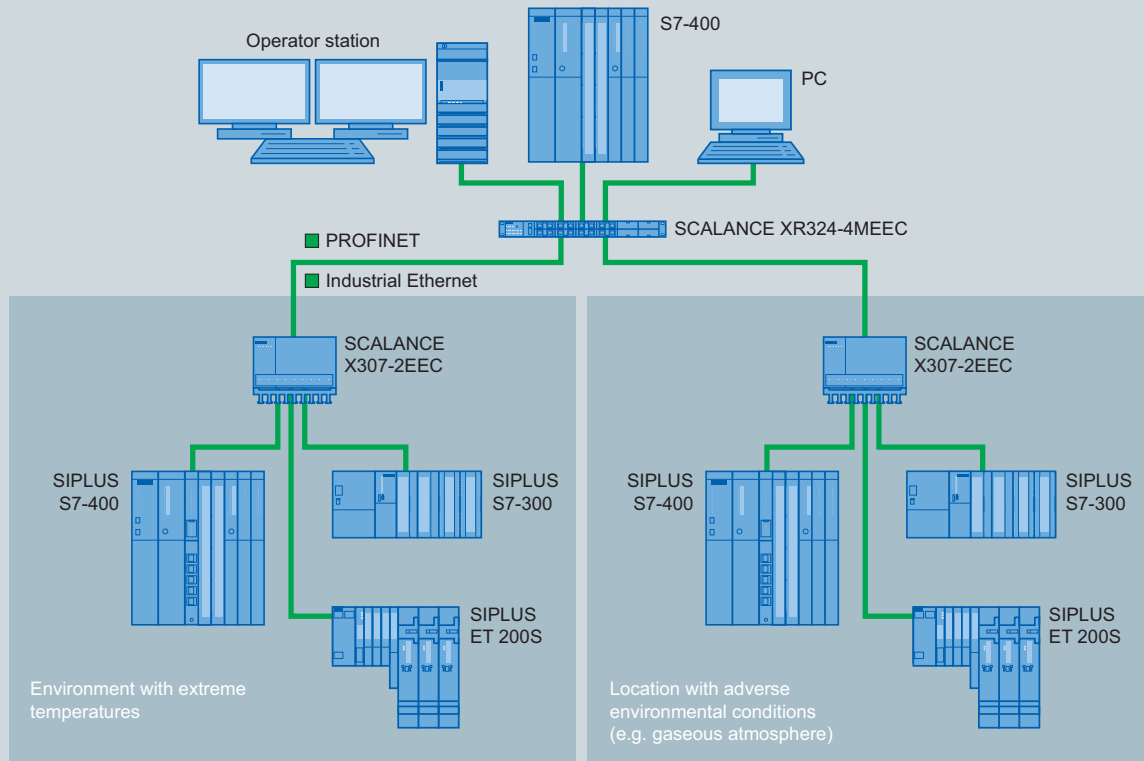 Operator station
S7-400
PC
SCALANCE XR324-4MEEC
PROFINET
Industrial Ethernet
SCALANCE
X307-2EEC
SIPLUS
S7-400
SIPLUS
S7-300
SIPLUS
ET 200S
Environment with extreme
temperatures
SCALANCE
X307-2EEC
SIPLUS
S7-400
SIPLUS
S7-300
SIPLUS
ET 200S
Location with adverse
environmental conditions
(e.g. gaseous atmosphere)